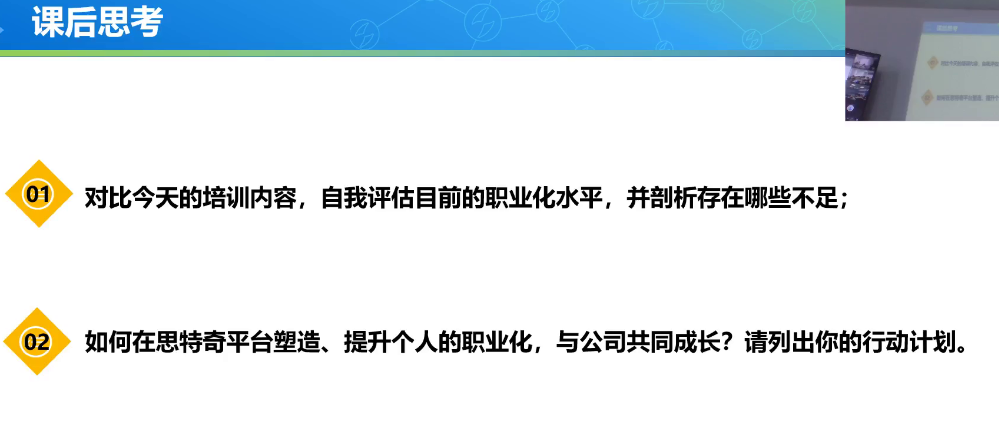 课后思考
01
对比今天的培训内容，自我评估目前的职业化水平，并剖析存在哪些不足；
02
如何在思特奇平台塑造、提升个人的职业化，与公司共同成长？请列出你的行动计划。